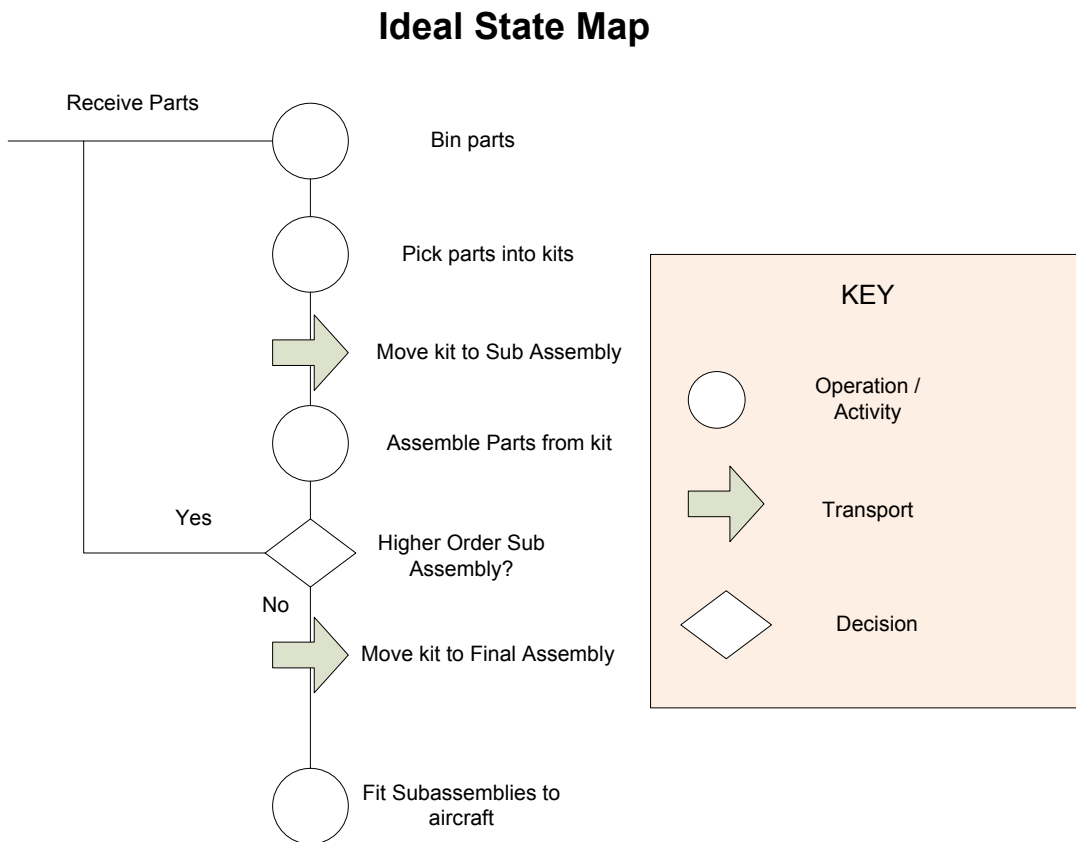 Ideal State Map
Receive Parts
Bin parts
Pick parts into kits
Move kit to Sub Assembly
Assemble Parts from kit
Yes
Higher Order Sub
Assembly?
No
Move kit to Final Assembly
Fit Subassemblies to
aircraft
KEY
Operation /
Activity
Transport
Decision